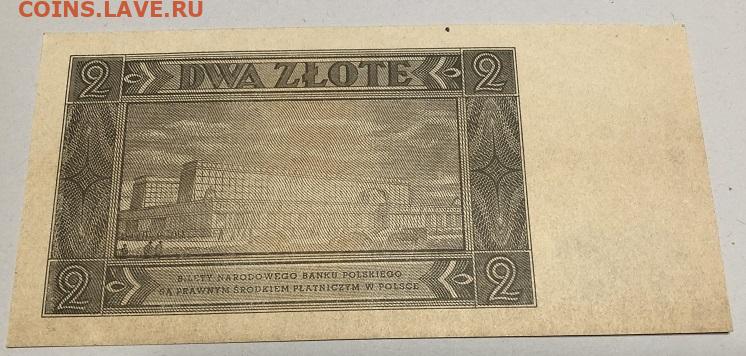 COINS.LAVE.RU
2 DWA ZŁOTE 2
BILETY NARODOWEGO BANKU POLSKIEGO
SĄ PRAWNYM ŚRODKIEM PŁATNICZYM W POLSCE
2 2